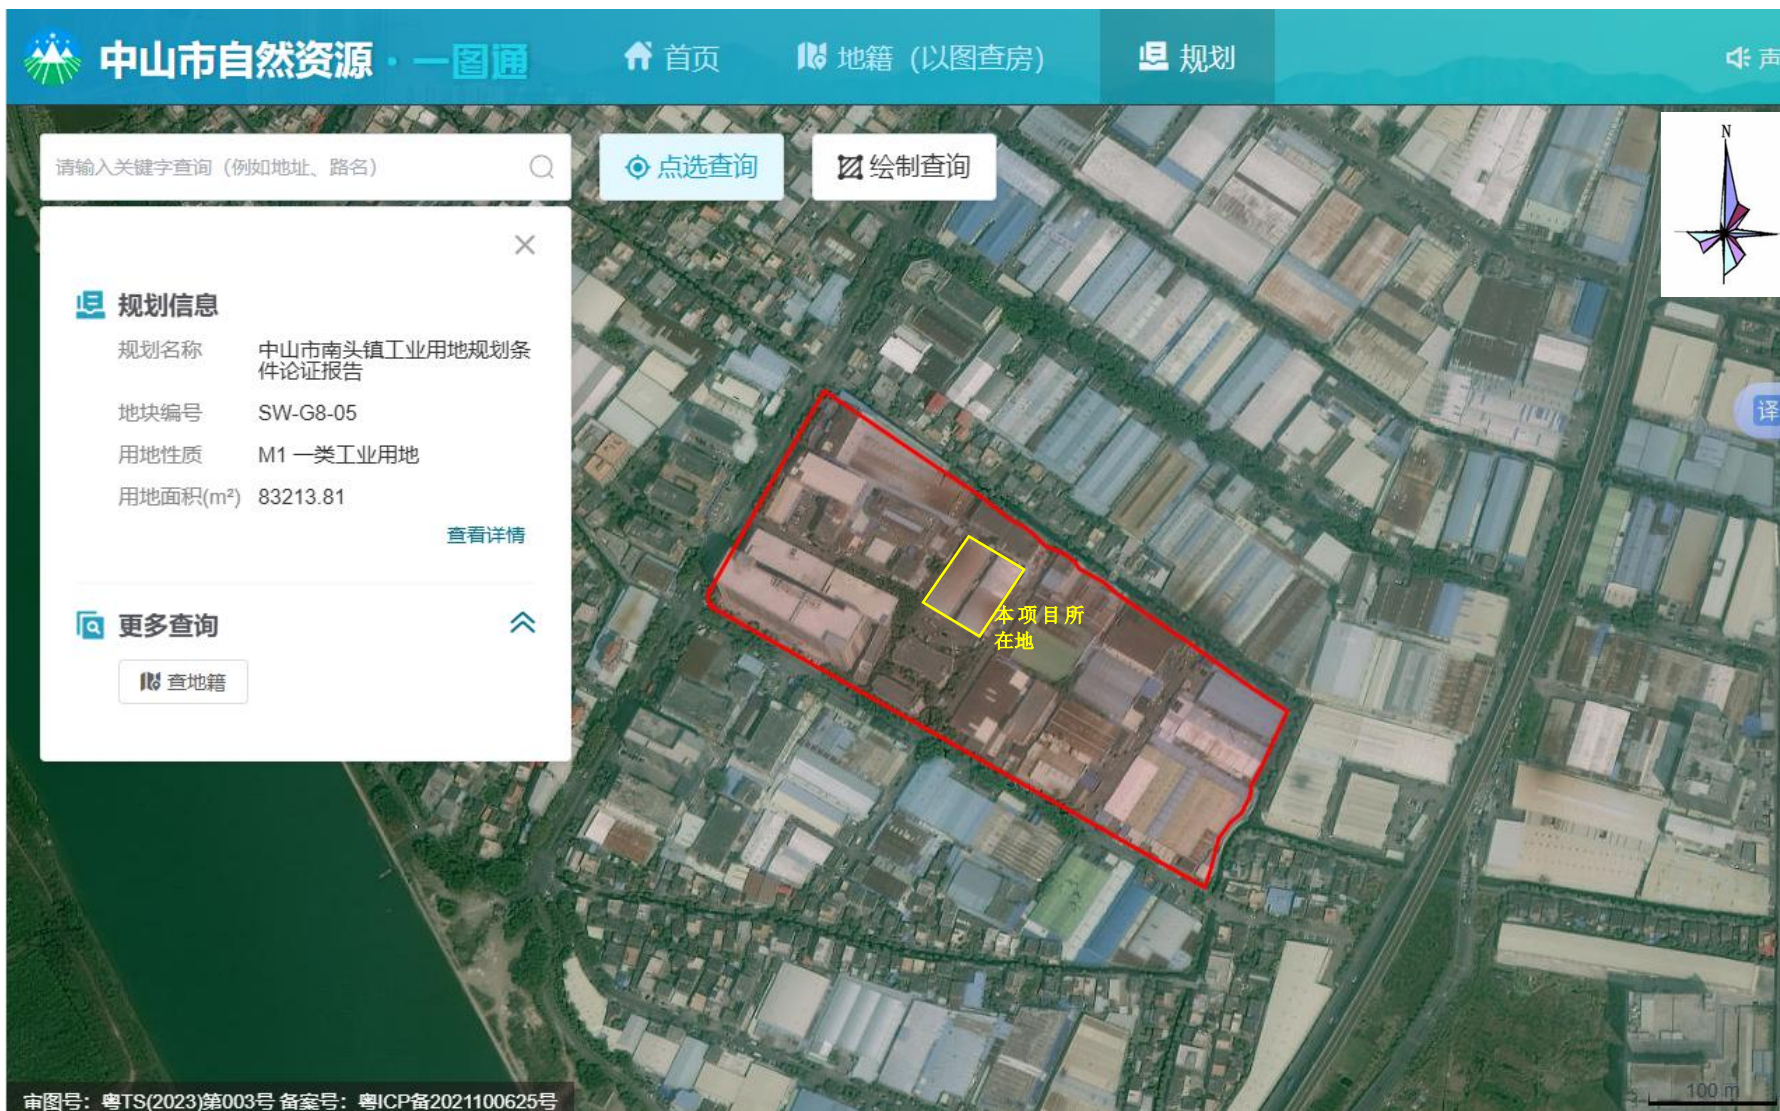 中山市自然资源·一图通
首页
地籍（以图查房）
规划
声
请输入关键字查询（例如地址、路名）
点选查询
绘制查询
N
规划信息
规划名称 中山市南头镇工业用地规划条
件论证报告
地块编号 SW-G8-05
用地性质 M1 一类工业用地
用地面积(m²) 83213.81
查看详情
更多查询
查地籍
译
本项目所
在地
审图号：粤TS(2023)第003号 备案号：粤ICP备2021100625号
100 m